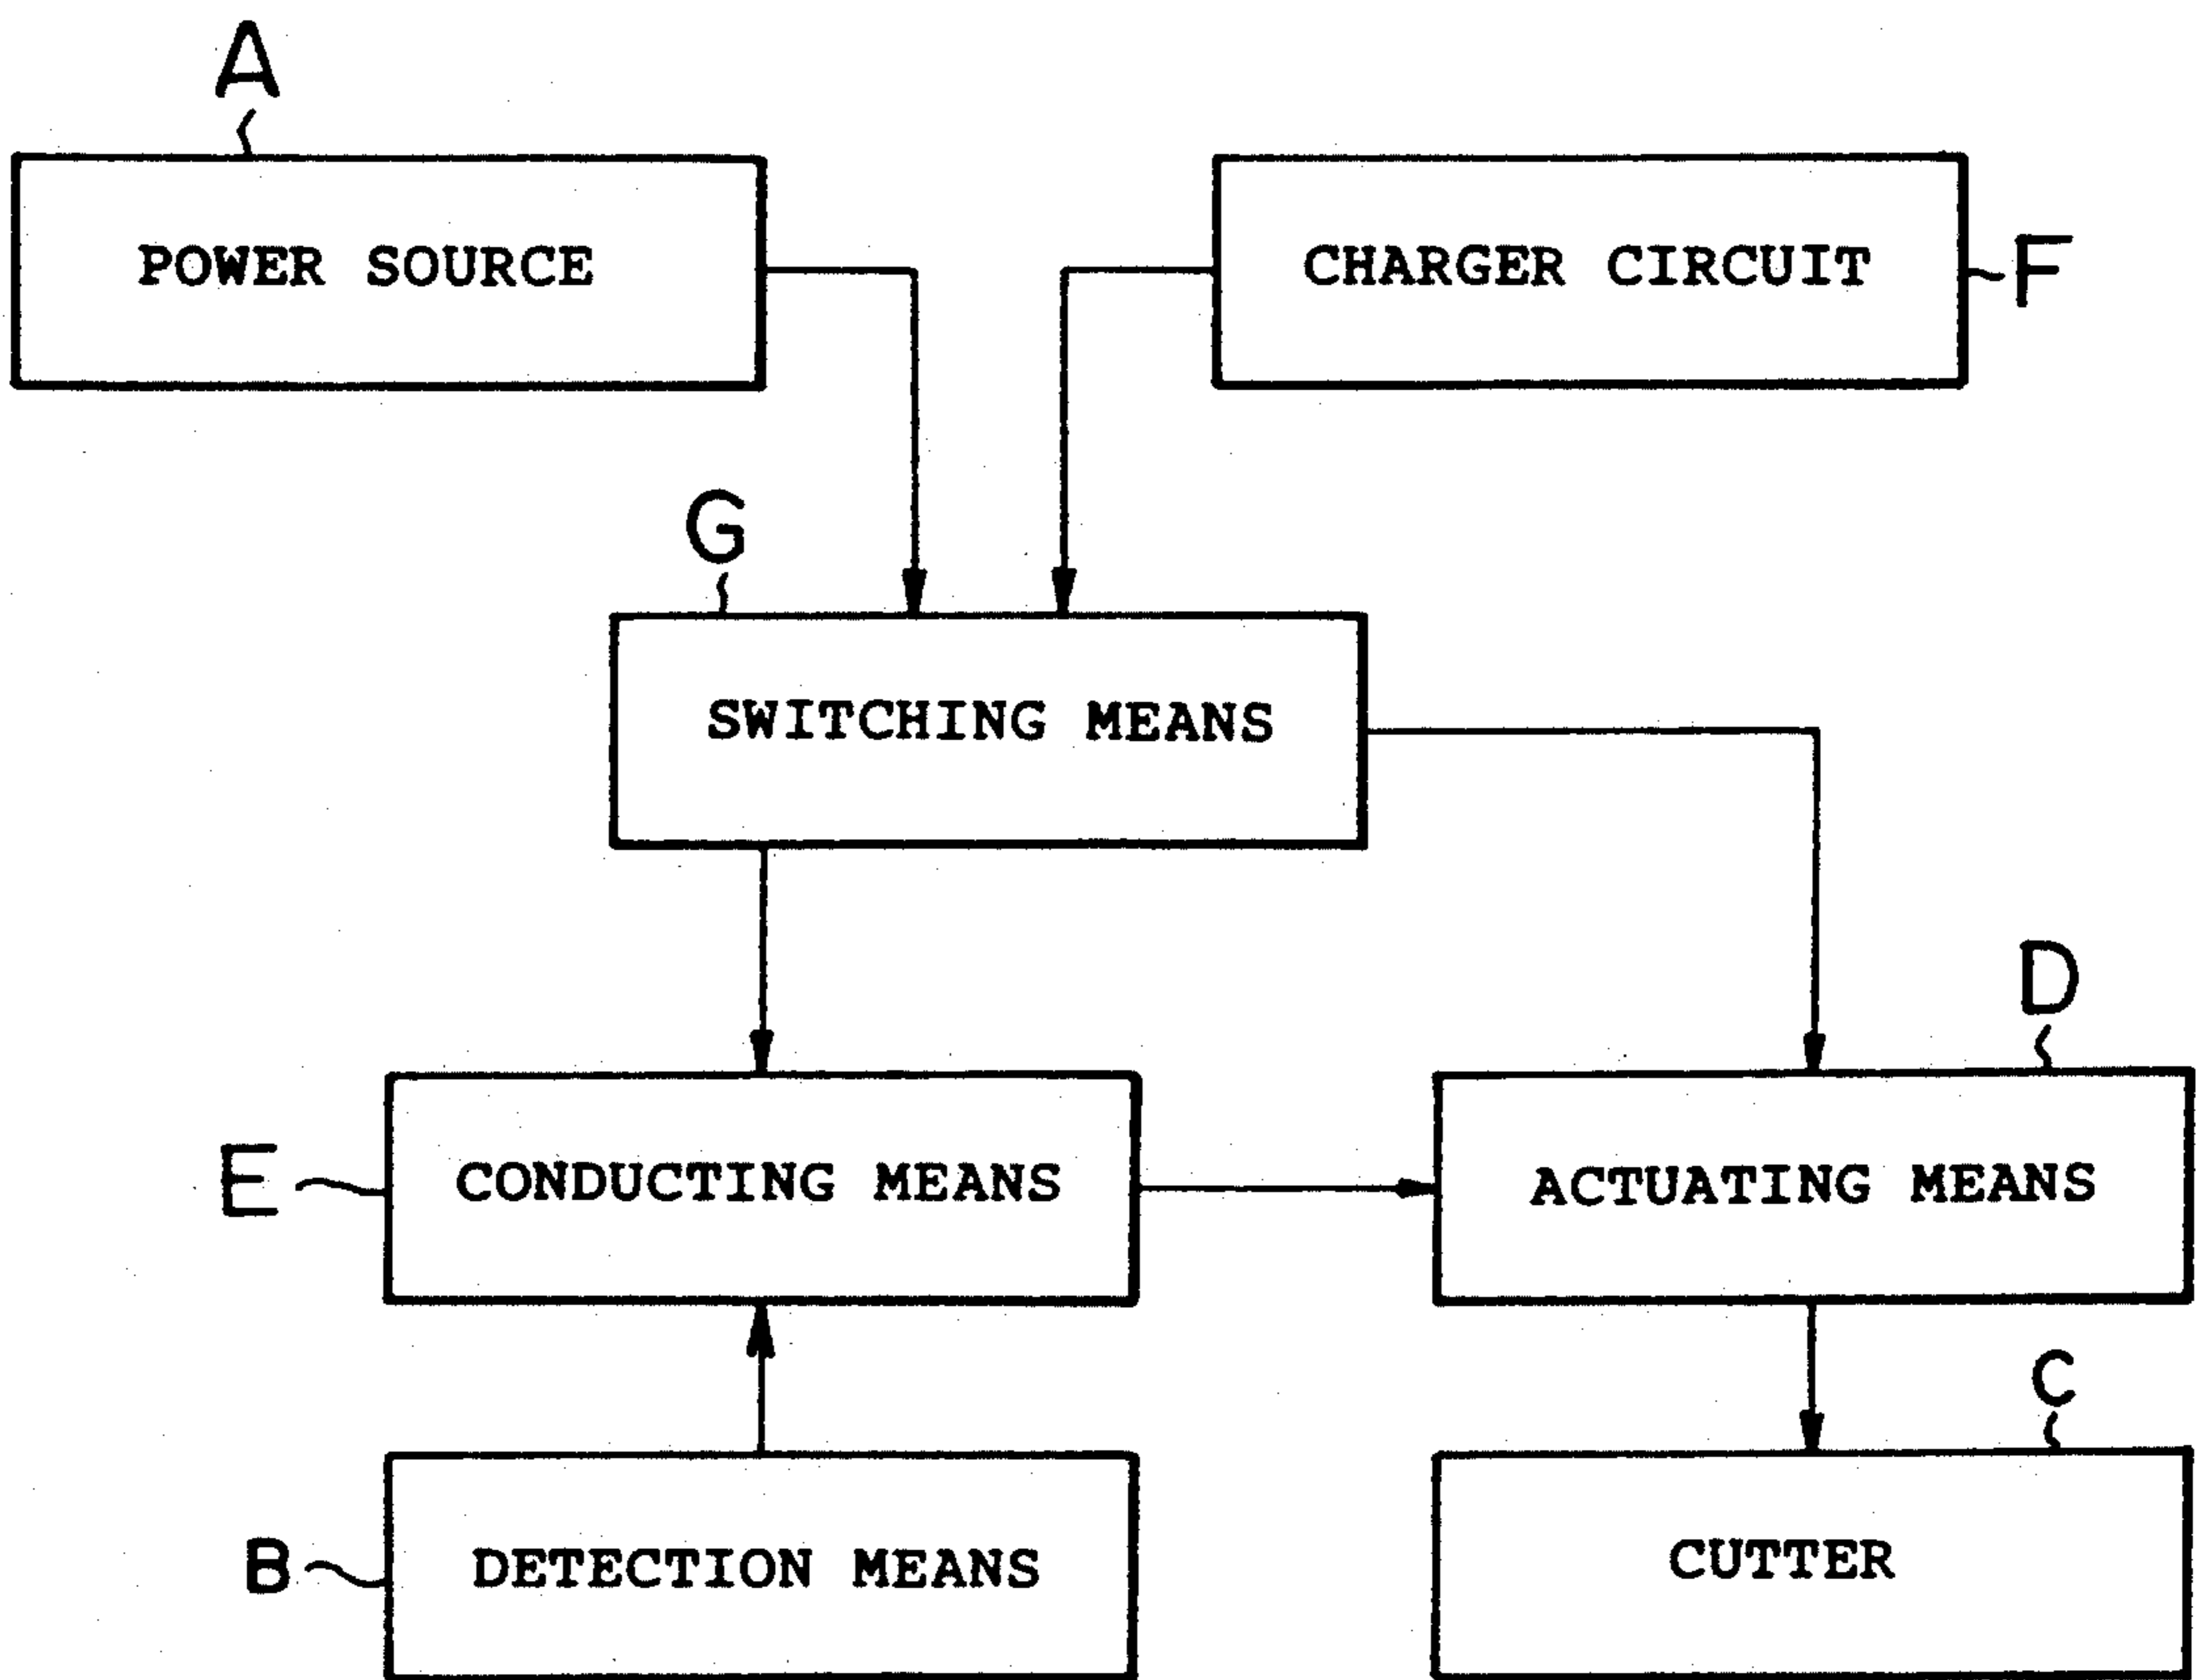 A
POWER SOURCE
CHARGER CIRCUIT
F
G
SWITCHING MEANS
D
E
CONDUCTING MEANS
ACTUATING MEANS
C
B
DETECTION MEANS
CUTTER